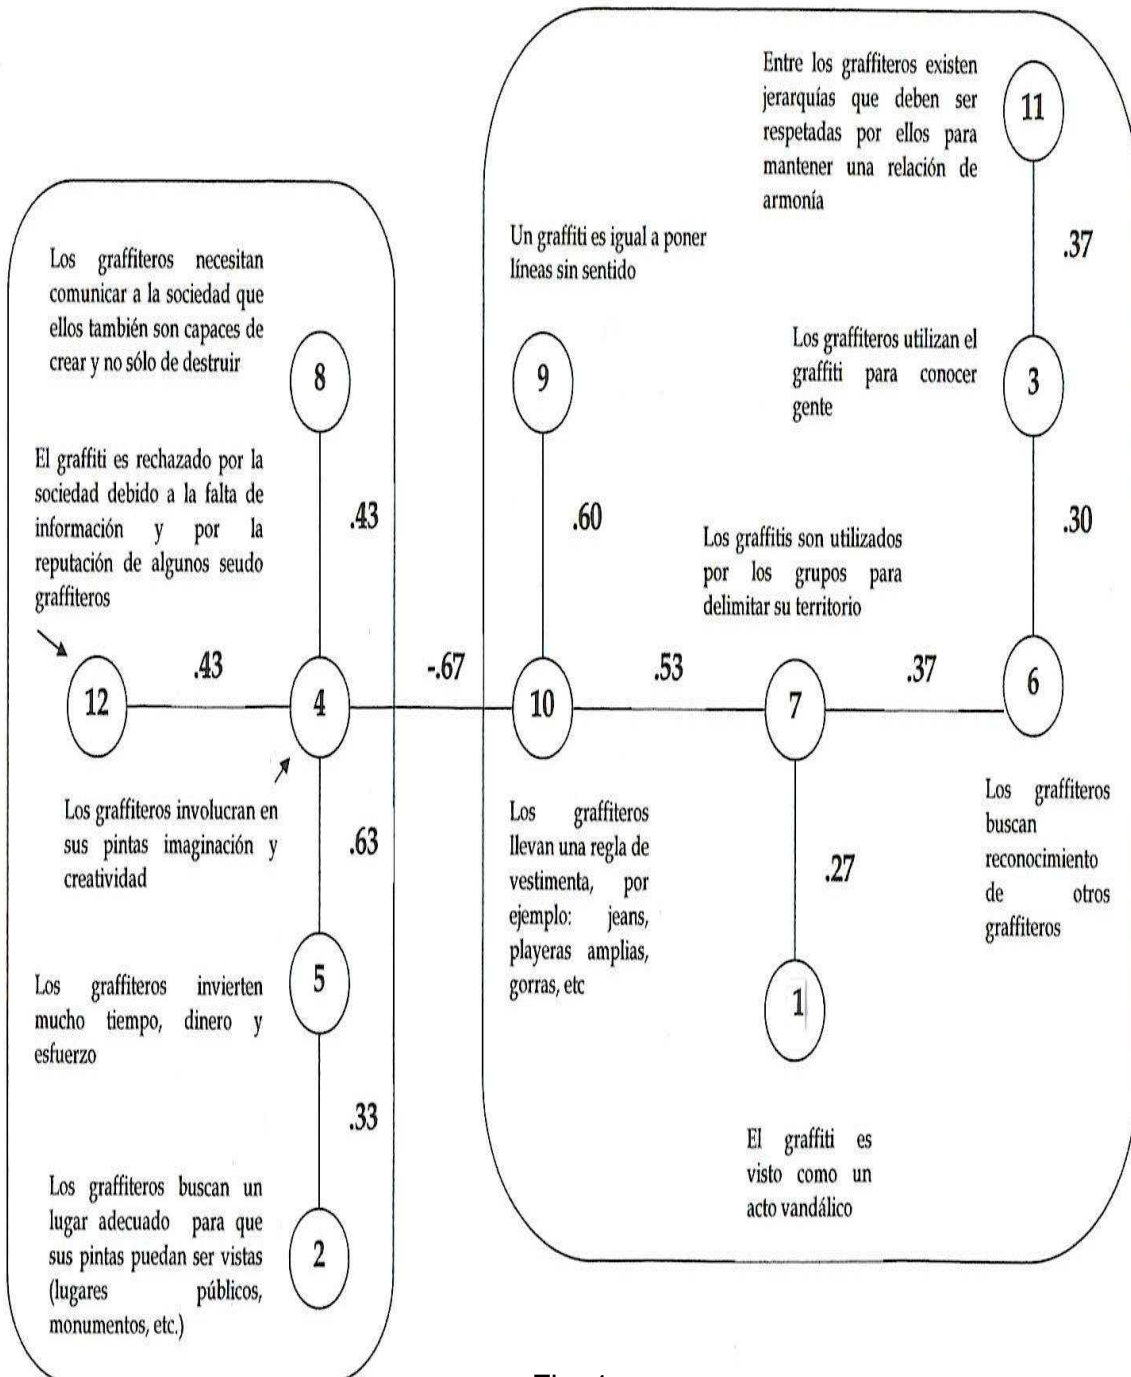 Entre los graffiteros existen
jerarquías que deben ser
respetadas por ellos para
mantener una relación de
armonía
11
.37
Un graffiti es igual a poner
líneas sin sentido
Los graffiteros necesitan
comunicar a la sociedad que
ellos también son capaces de
crear y no sólo de destruir
8
9
Los graffiteros utilizan el
graffiti para conocer
gente
3
El graffiti es rechazado por la
sociedad debido a la falta de
información y por la
reputación de algunos seudo
graffiteros
.43
.60
.30
Los graffitis son utilizados
por los grupos para
delimitar su territorio
12
.43
4
-.67
10
.53
7
.37
6
Los graffiteros involucran en
sus pintas imaginación y
creatividad
.63
Los graffiteros
llevan una regla de
vestimenta, por
ejemplo: jeans,
playeras amplias,
gorras, etc
.27
Los graffiteros
buscan
reconocimiento
de otros
graffiteros
Los graffiteros invierten
mucho tiempo, dinero y
esfuerzo
5
1
.33
El graffiti es
visto como un
acto vandálico
Los graffiteros buscan un
lugar adecuado para que
sus pintas puedan ser vistas
(lugares públicos,
monumentos, etc.)
2